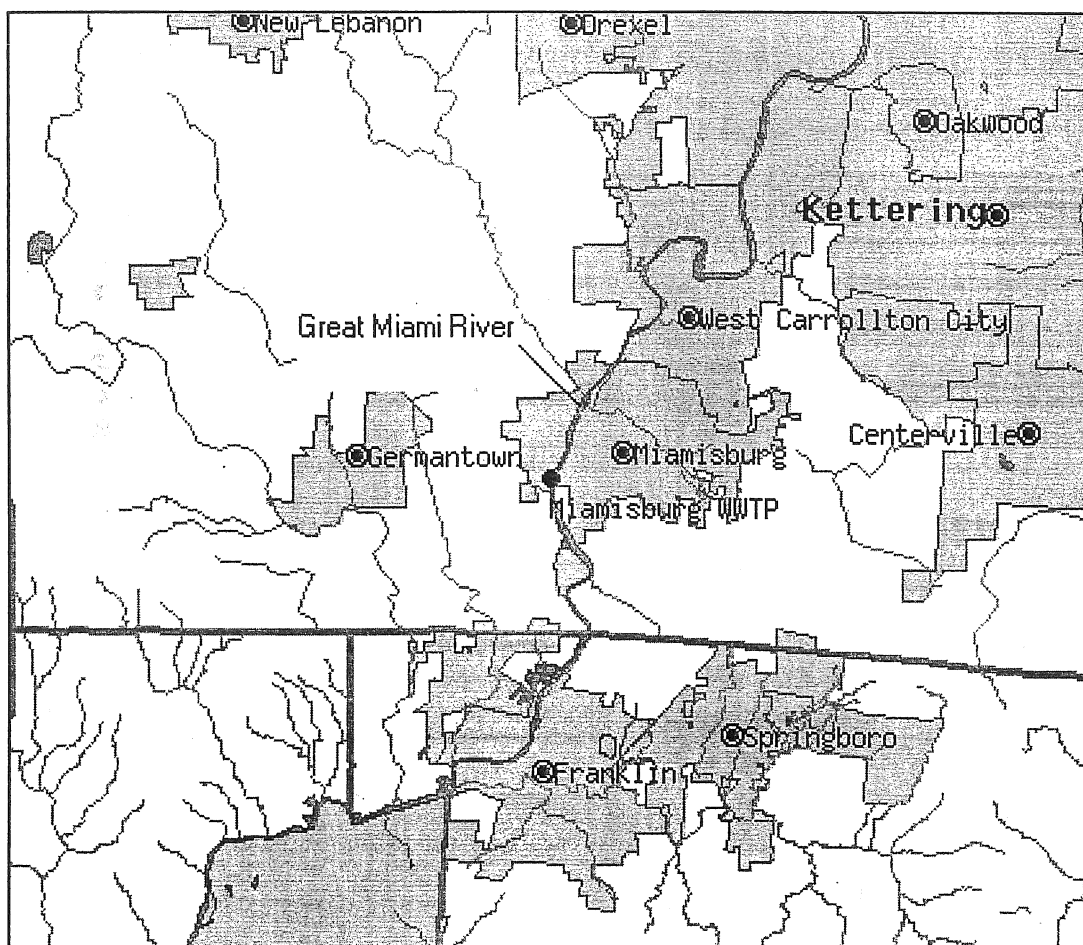 New Lebanon
Drexel
Oakwood
Kettering
West Carrollton City
Great Miami River
Centerville
Germantown
Miamisburg
Miamisburg WWTP
Springboro
Franklin